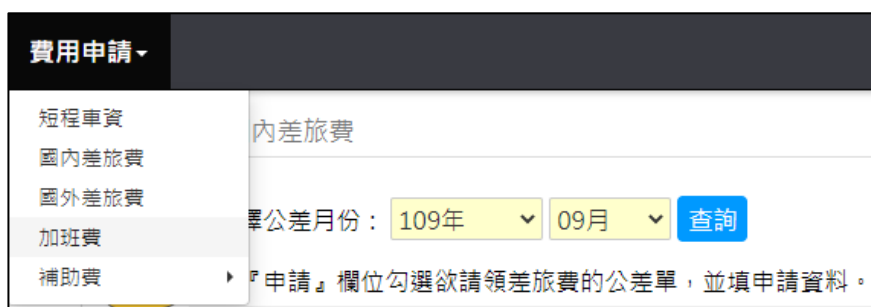 費用申請
短程車資
內差旅費
國內差旅費
國外差旅費
擇公差月份：109年 09月 查詢
加班費
補助費
『申請』欄位勾選欲請領差旅費的公差單，並填申請資料。